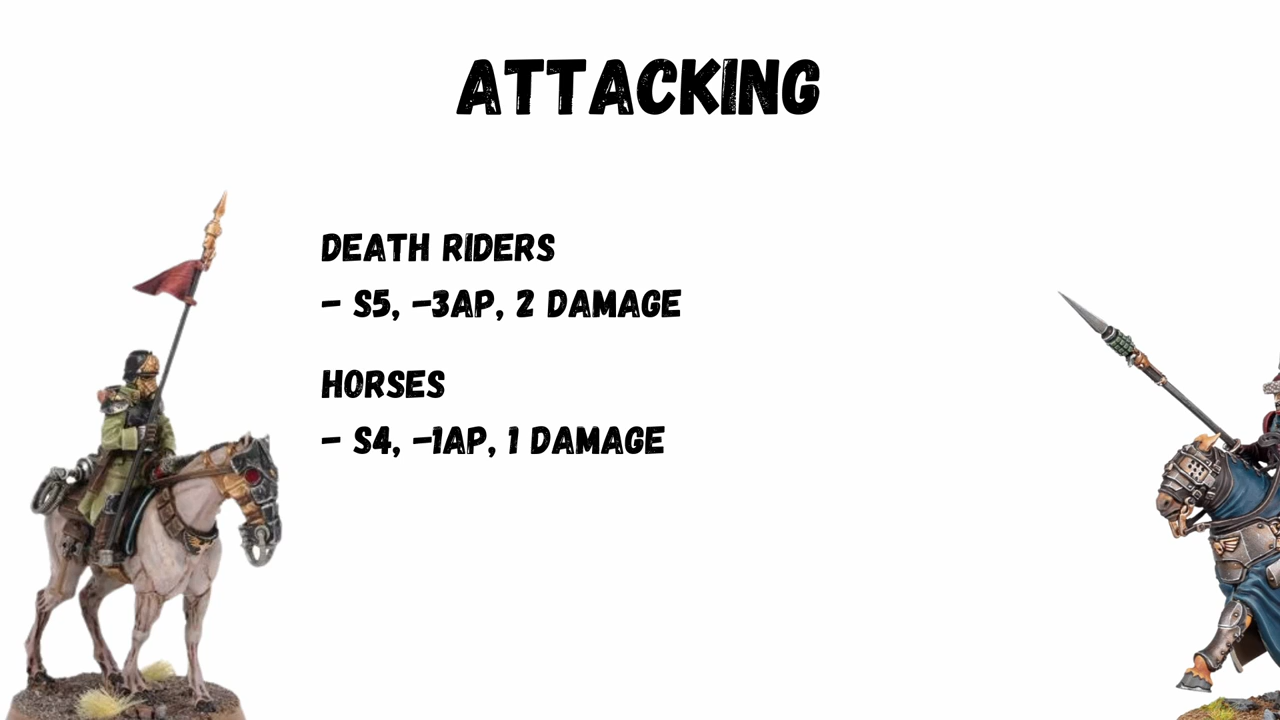 ATTACKING
DEATH RIDERS
- S5, -3AP, 2 DAMAGE
HORSES
- S4, -1AP, 1 DAMAGE